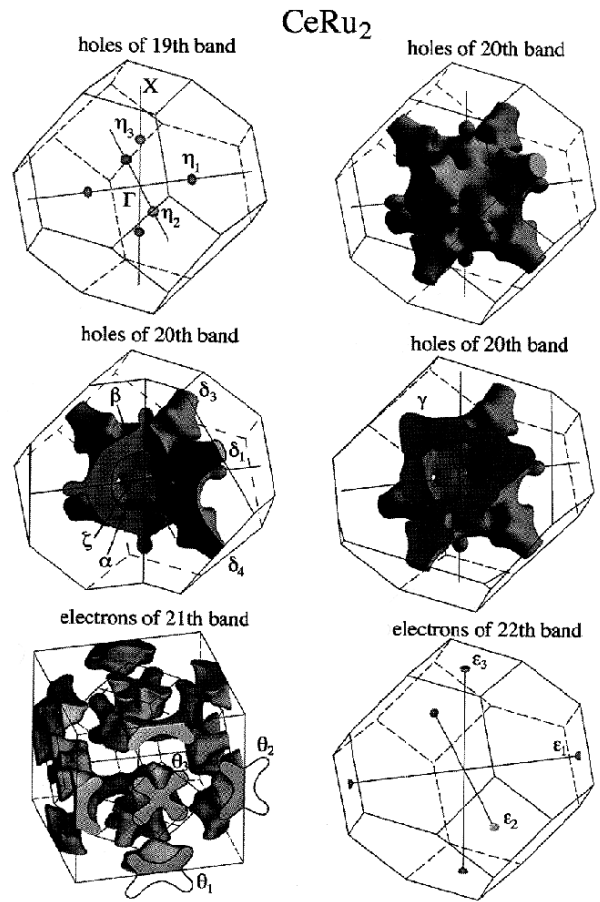 CeRu2
holes of 19th band
X
η3
η1
Γ
η2
holes of 20th band
holes of 20th band
β
δ3
δ1
ζ
α
δ4
holes of 20th band
γ
electrons of 21th band
θ2
θ3
θ1
electrons of 22th band
ε3
ε1
ε2